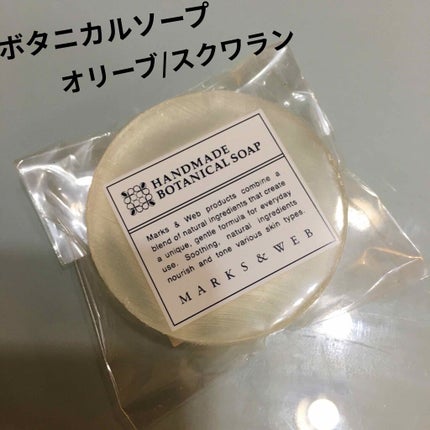 ボタニカルソープ
オリーブ/スクワラン
HANDMADE
BOTANICAL SOAP
Marks & Web products combine a
blend of natural ingredients that create
a unique, gentle formula for everyday
use. Soothing, natural ingredients
nourish and tone various skin types.
MARKS & WEB